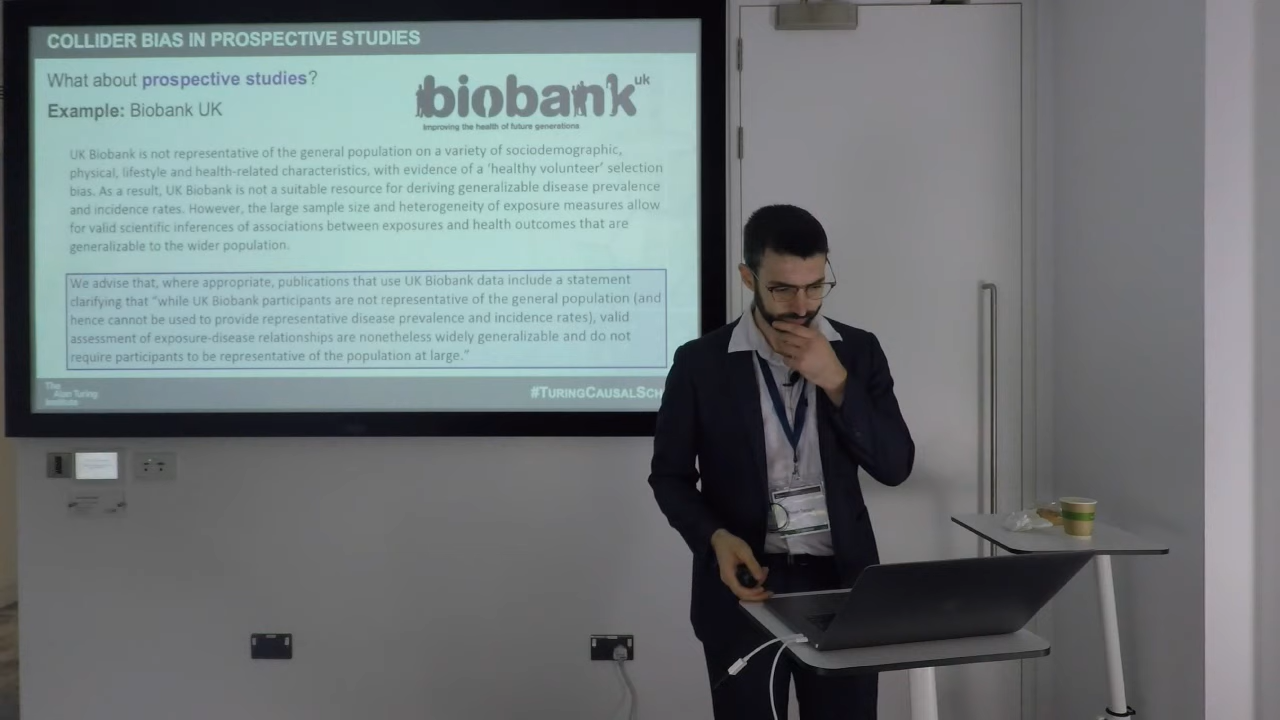 COLLIDER BIAS IN PROSPECTIVE STUDIES
What about prospective studies?
Example: Biobank UK
biobank uk
Improving the health of future generations
UK Biobank is not representative of the general population on a variety of sociodemographic,
physical, lifestyle and health-related characteristics, with evidence of a ‘healthy volunteer’ selection
bias. As a result, UK Biobank is not a suitable resource for deriving generalizable disease prevalence
and incidence rates. However, the large sample size and heterogeneity of exposure measures allow
for valid scientific inferences of associations between exposures and health outcomes that are
generalizable to the wider population.
We advise that, where appropriate, publications that use UK Biobank data include a statement
clarifying that “while UK Biobank participants are not representative of the general population (and
hence cannot be used to provide representative disease prevalence and incidence rates), valid
assessment of exposure-disease relationships are nonetheless widely generalizable and do not
require participants to be representative of the population at large.”
The
Alan Turing
Institute
#TURINGCAUSALSCH